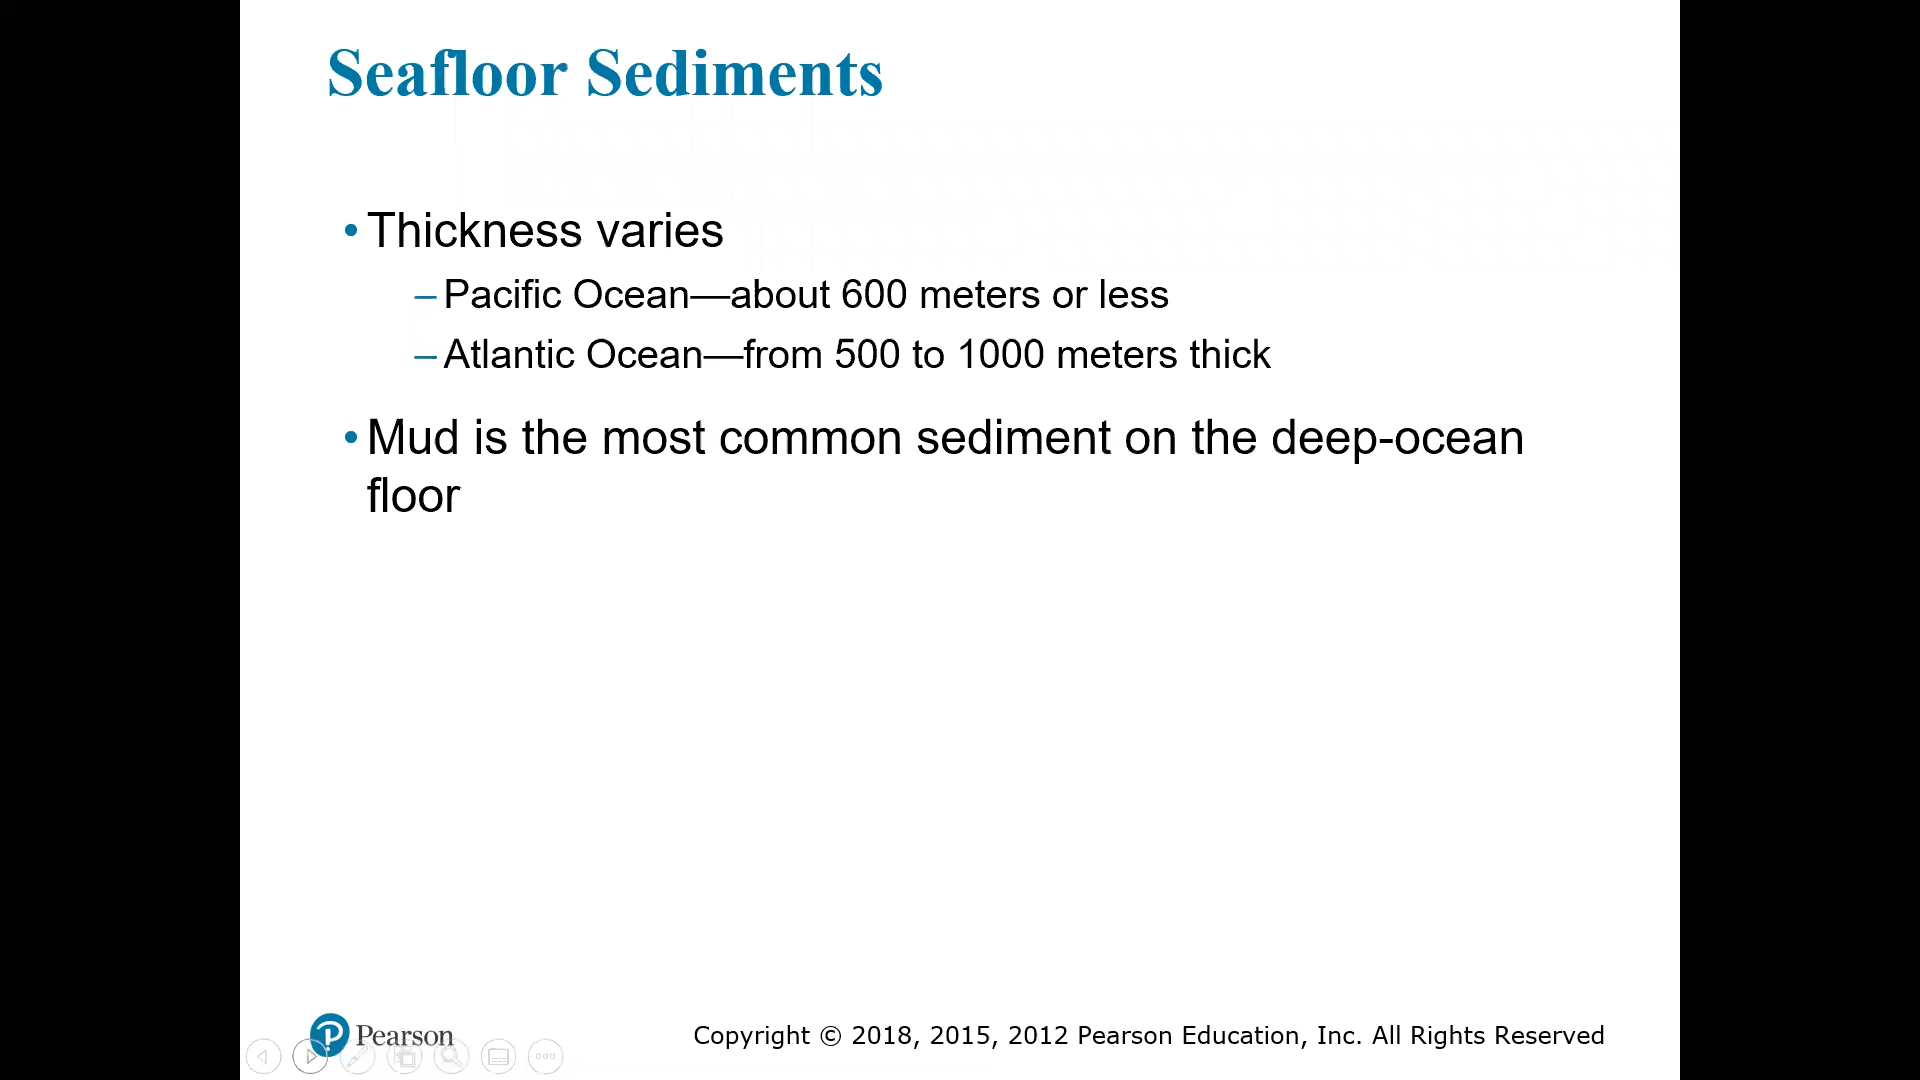 Seafloor Sediments
• Thickness varies
– Pacific Ocean—about 600 meters or less
– Atlantic Ocean—from 500 to 1000 meters thick
• Mud is the most common sediment on the deep-ocean
floor
Pearson
Copyright © 2018, 2015, 2012 Pearson Education, Inc. All Rights Reserved